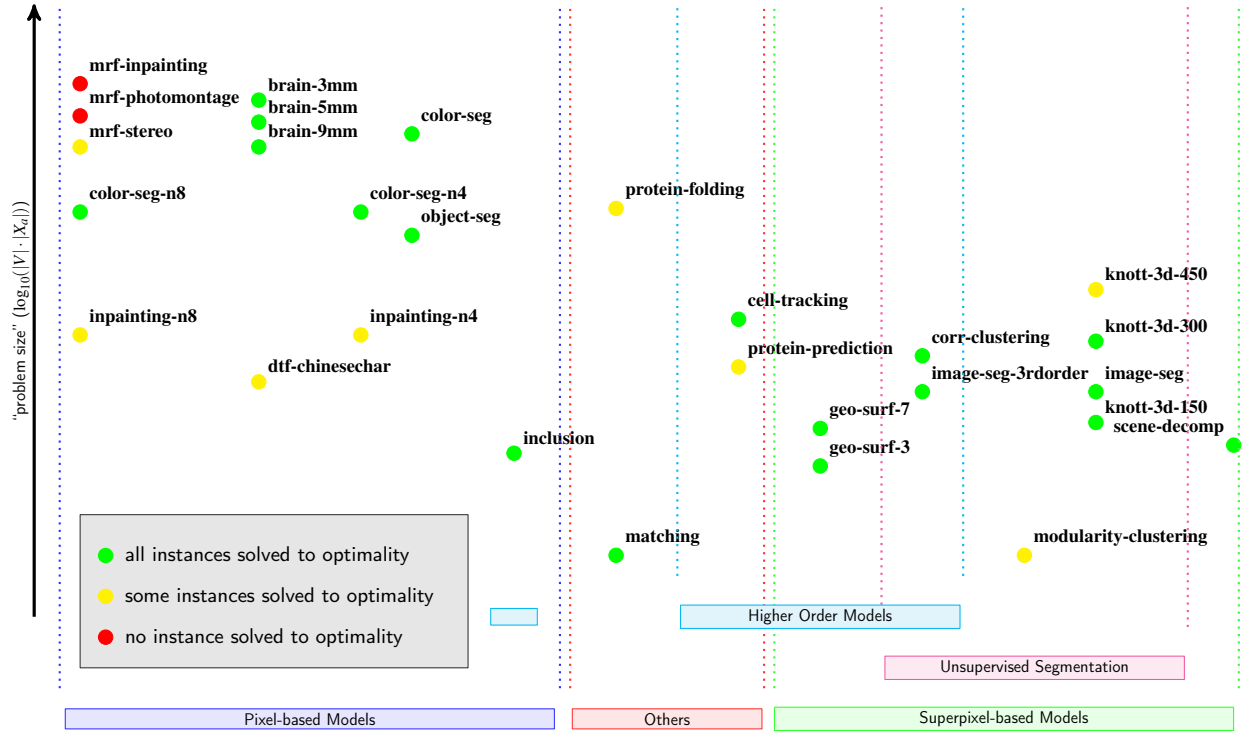 mrf-inpainting
mrf-photomontage
mrf-stereo
brain-3mm
brain-5mm
brain-9mm
color-seg
color-seg-n8
color-seg-n4
object-seg
protein-folding
"problem size" (log₁₀(|V| · |Xₐ|))
inpainting-n8
inpainting-n4
dtf-chinesechar
cell-tracking
protein-prediction
knott-3d-450
knott-3d-300
corr-clustering
image-seg-3rdorder
image-seg
knott-3d-150
scene-decomp
geo-surf-7
geo-surf-3
inclusion
matching
modularity-clustering
all instances solved to optimality
some instances solved to optimality
no instance solved to optimality
Higher Order Models
Unsupervised Segmentation
Pixel-based Models
Others
Superpixel-based Models